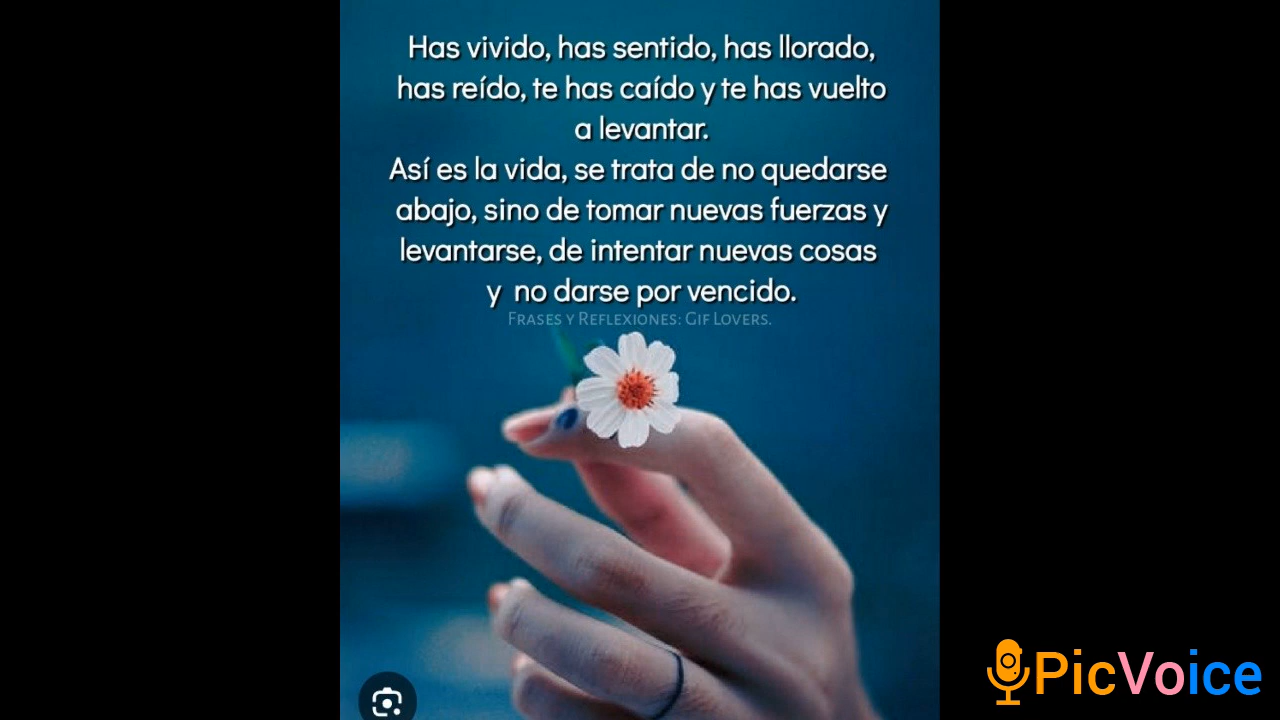 Has vivido, has sentido, has llorado,
has reído, te has caído y te has vuelto
a levantar.
Así es la vida, se trata de no quedarse
abajo, sino de tomar nuevas fuerzas y
levantarse, de intentar nuevas cosas
y no darse por vencido.
Frases y Reflexiones: Gif Lovers.
PicVoice